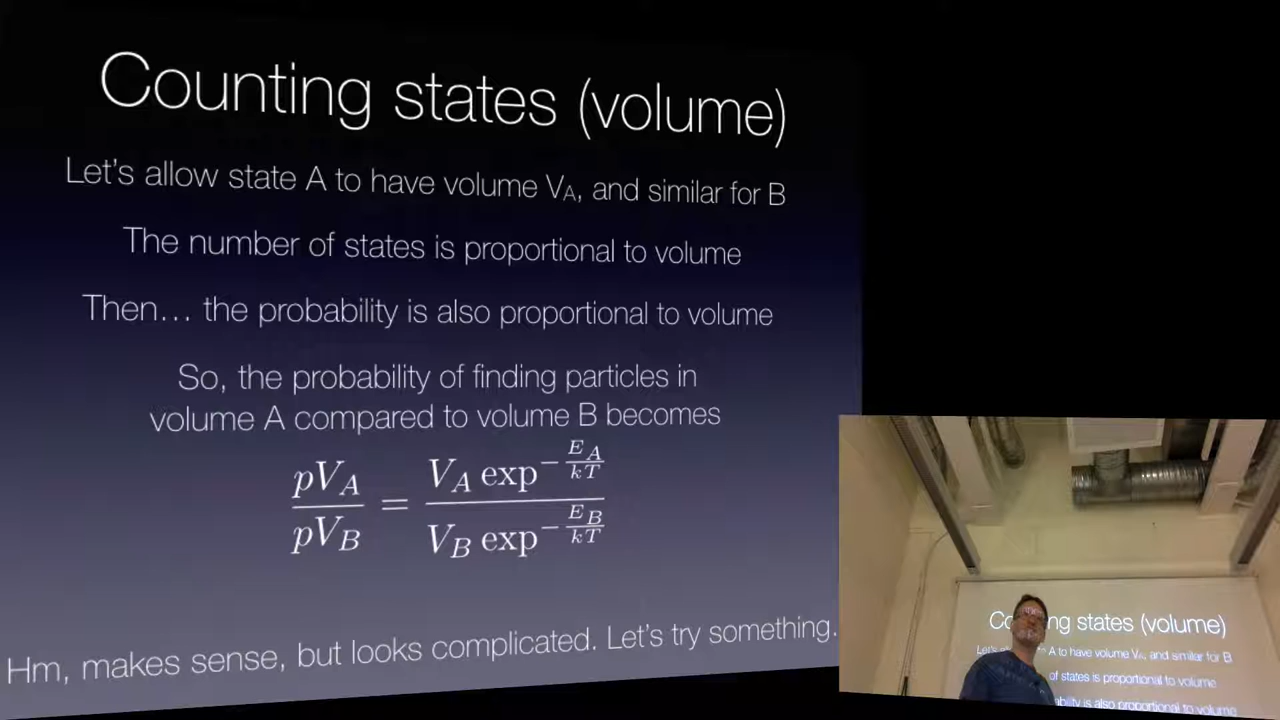 Counting states (volume)
Let's allow state A to have volume VA, and similar for B
The number of states is proportional to volume
Then… the probability is also proportional to volume
So, the probability of finding particles in
volume A compared to volume B becomes
pV_A / pV_B = V_A exp^{-E_A/kT} / V_B exp^{-E_B/kT}
Hm, makes sense, but looks complicated. Let's try something.
ng states (volume)
A to have volume VA, and similar for B
of states is proportional to volume
bability is also proportional to volume